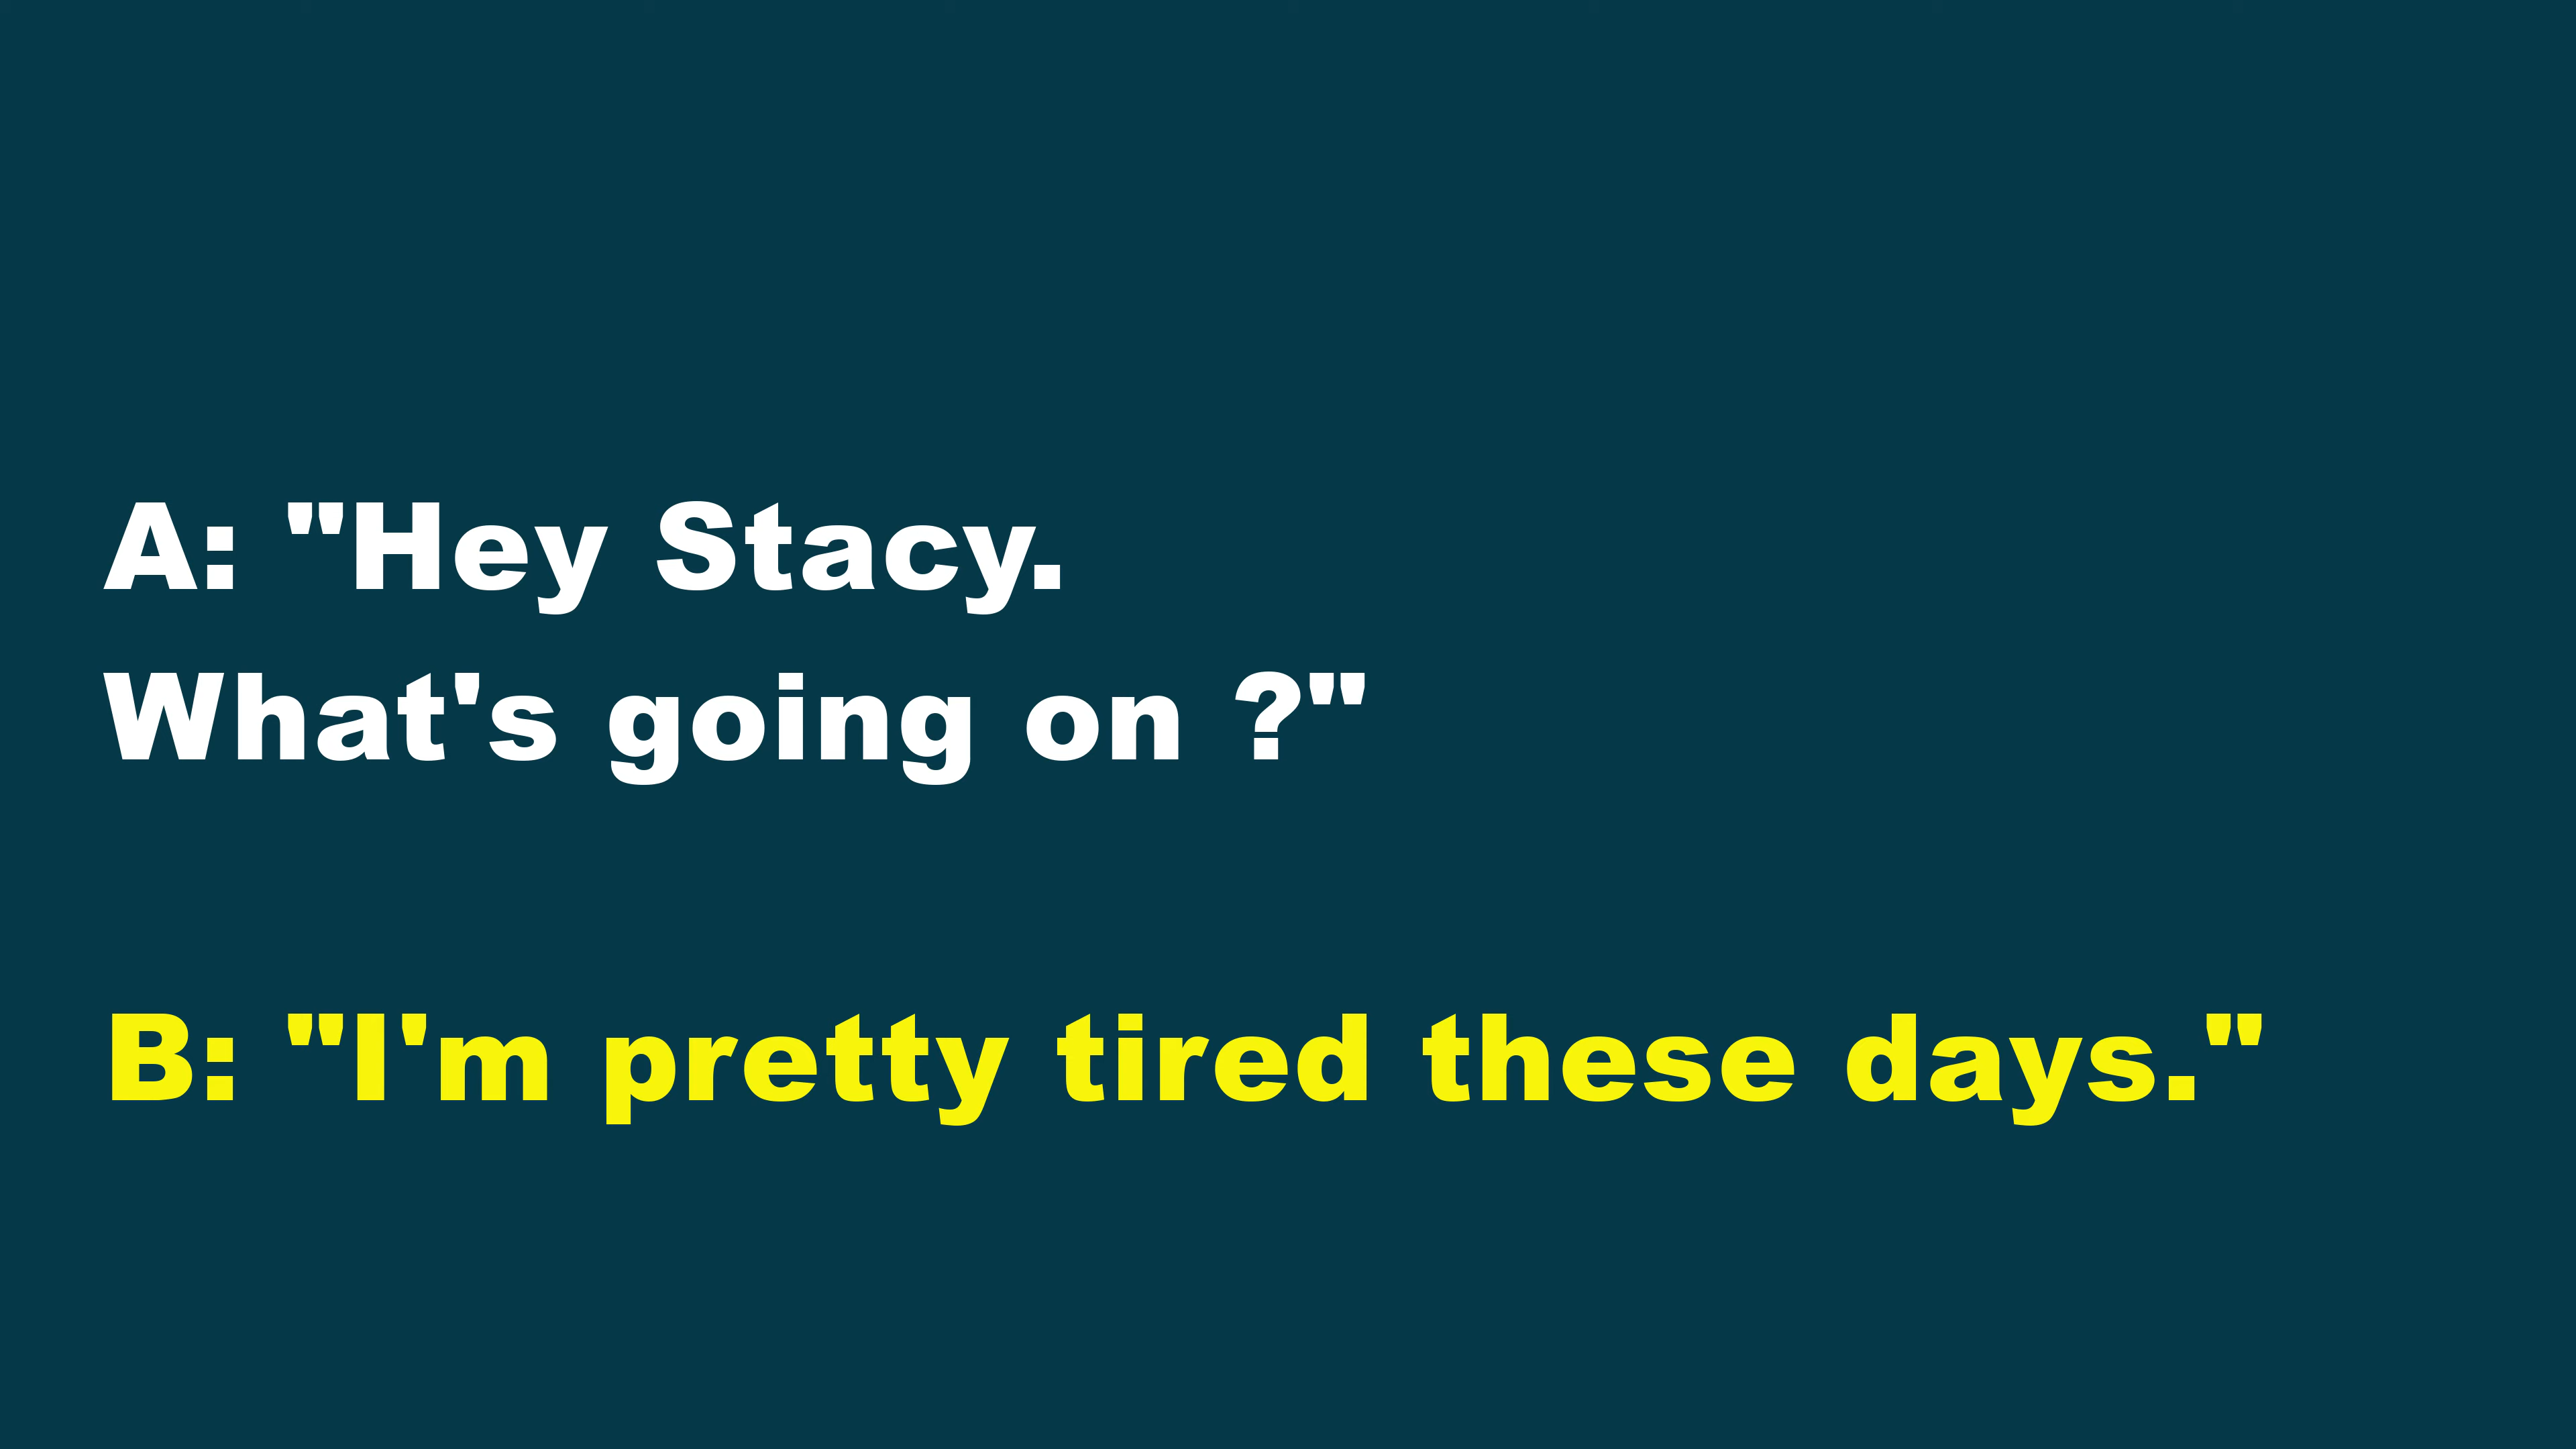 A: "Hey Stacy.
What's going on ?"
B: "I'm pretty tired these days."